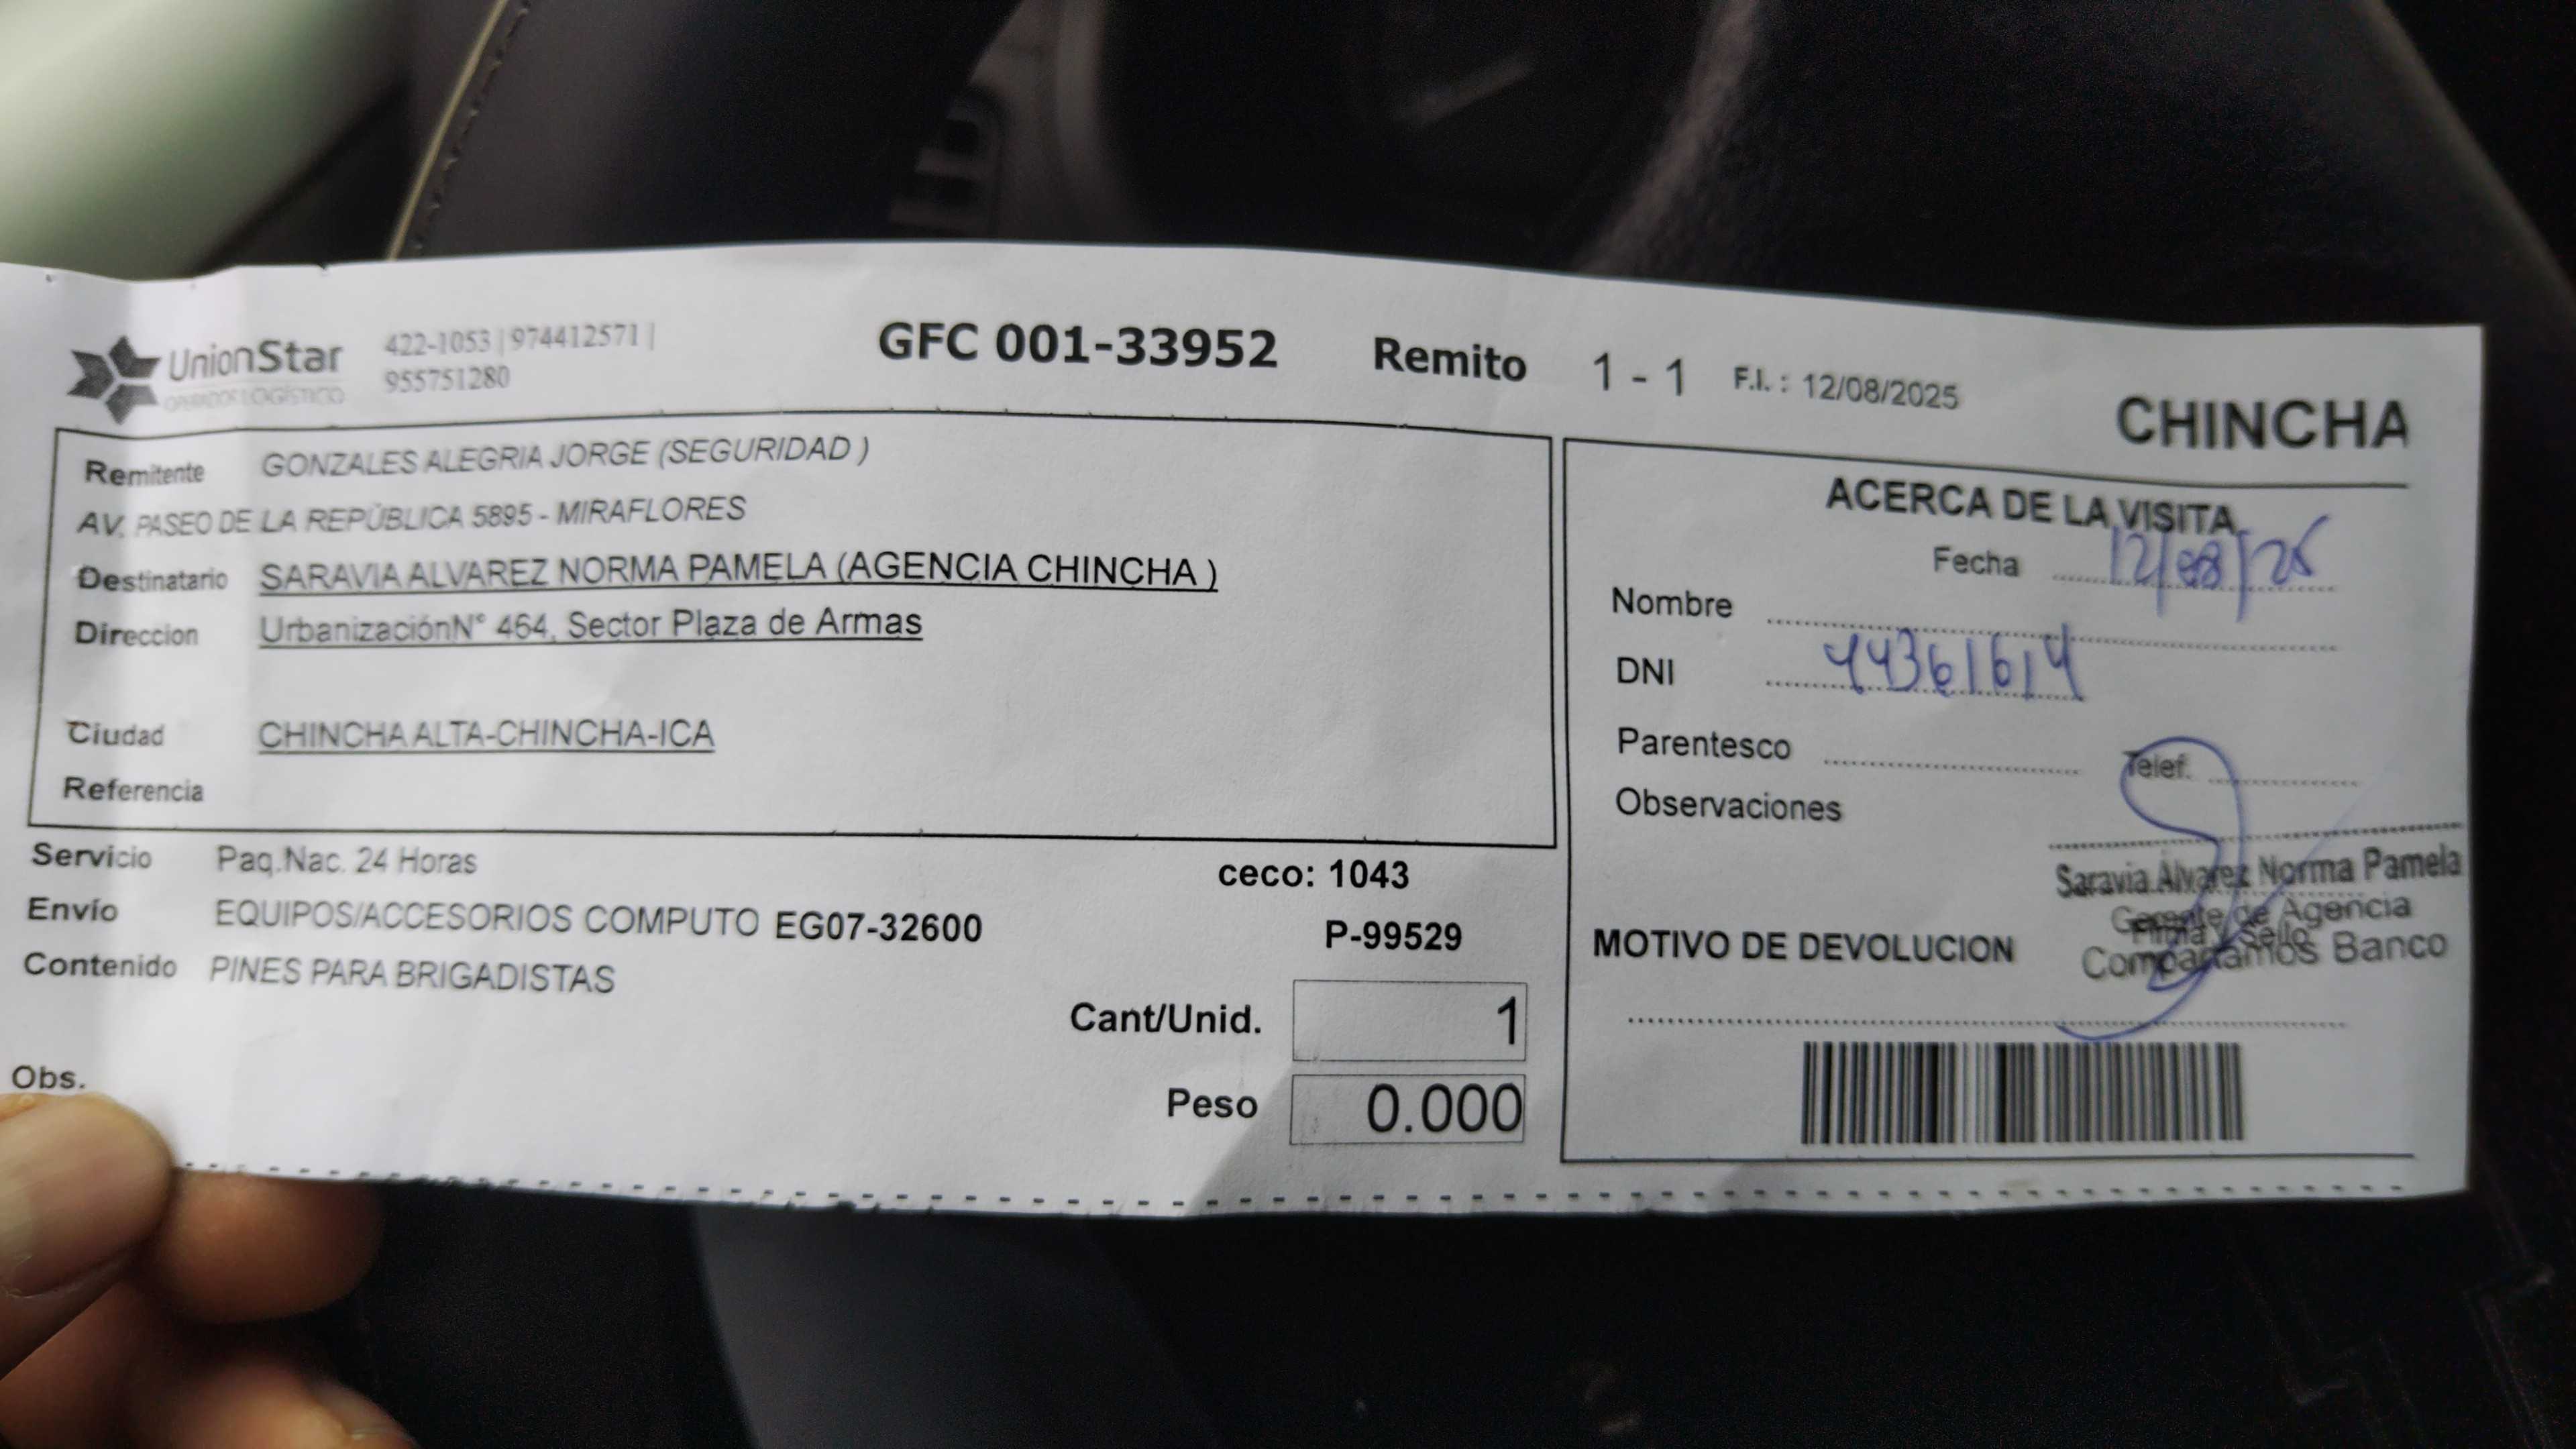 UnionStar
OPERADOR LOGÍSTICO
422-1053 | 974412571 |
955751280
GFC 001-33952 Remito 1 - 1 F.I. : 12/08/2025
CHINCHA
Remitente GONZALES ALEGRIA JORGE (SEGURIDAD )
AV. PASEO DE LA REPÚBLICA 5895 - MIRAFLORES
Destinatario SARAVIA ALVAREZ NORMA PAMELA (AGENCIA CHINCHA )
Direccion UrbanizaciónN° 464, Sector Plaza de Armas
Ciudad CHINCHA ALTA-CHINCHA-ICA
Referencia
Servicio Paq.Nac. 24 Horas
ceco: 1043
Envío EQUIPOS/ACCESORIOS COMPUTO EG07-32600
P-99529
Contenido PINES PARA BRIGADISTAS
Cant/Unid. 1
Obs.
Peso 0.000
ACERCA DE LA VISITA
Fecha 12/08/25
Nombre
DNI 44361614
Parentesco Telef.
Observaciones
Saravia Alvarez Norma Pamela
Gerente de Agencia
Firma y Sello
Compartamos Banco
MOTIVO DE DEVOLUCION